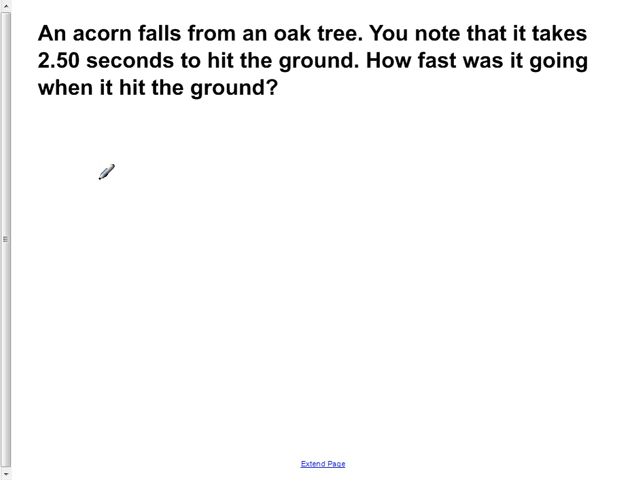 An acorn falls from an oak tree. You note that it takes
2.50 seconds to hit the ground. How fast was it going
when it hit the ground?
Extend Page